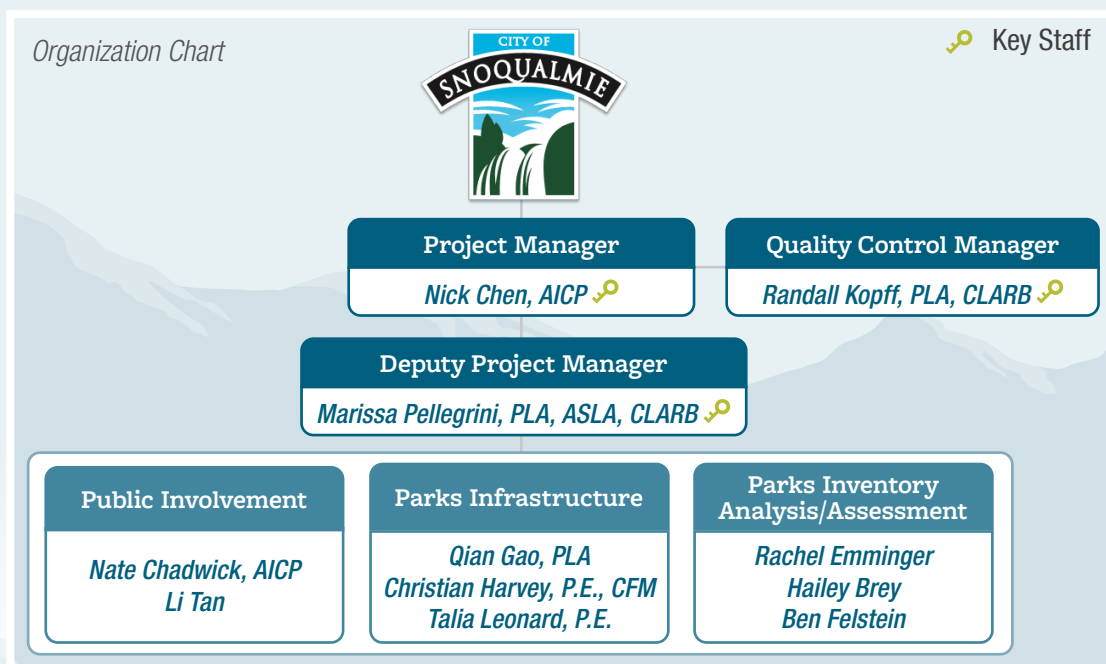 Organization Chart
CITY OF
SNOQUALMIE
Key Staff
Project Manager
Nick Chen, AICP
Quality Control Manager
Randall Kopff, PLA, CLARB
Deputy Project Manager
Marissa Pellegrini, PLA, ASLA, CLARB
Public Involvement
Nate Chadwick, AICP
Li Tan
Parks Infrastructure
Qian Gao, PLA
Christian Harvey, P.E., CFM
Talia Leonard, P.E.
Parks Inventory
Analysis/Assessment
Rachel Emminger
Hailey Brey
Ben Felstein